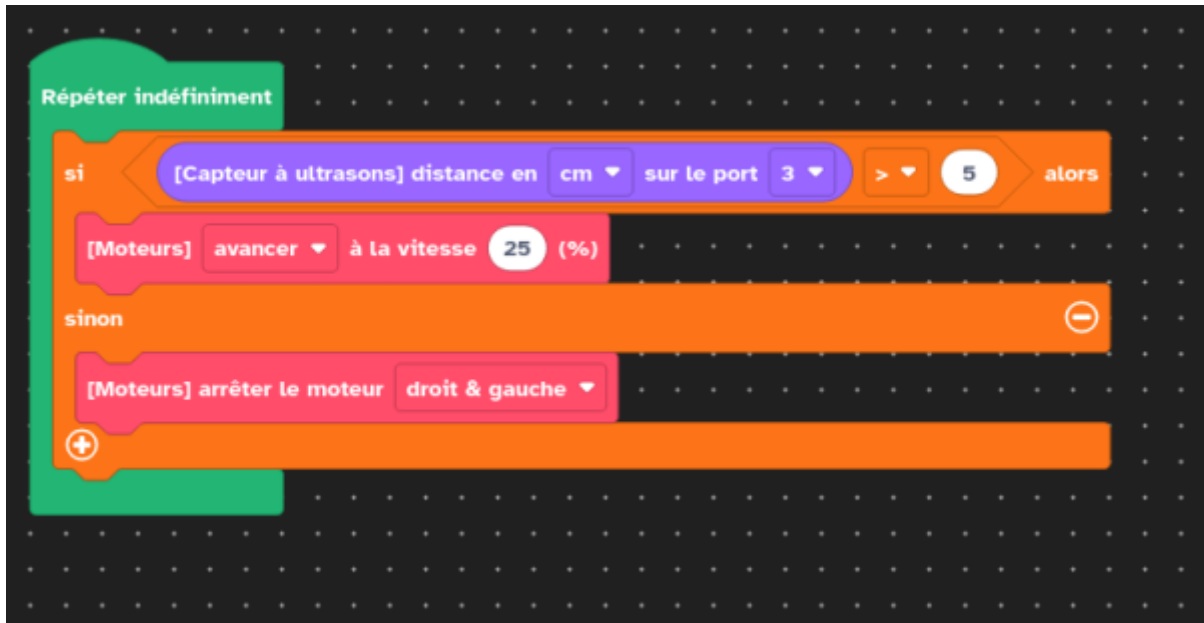 Répéter indéfiniment
si [Capteur à ultrasons] distance en cm sur le port 3 > 5 alors
[Moteurs] avancer à la vitesse 25 (%)
sinon
[Moteurs] arrêter le moteur droit & gauche